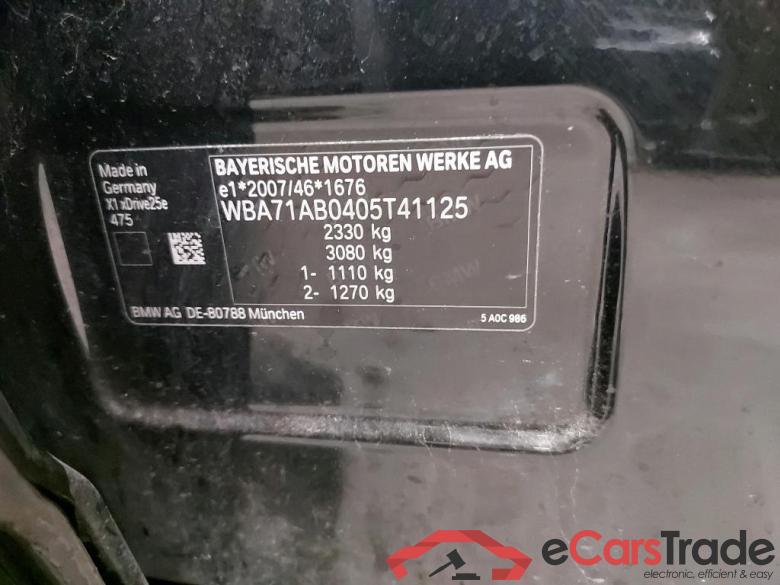 Made in
Germany
X1 xDrive25e
475
BAYERISCHE MOTOREN WERKE AG
e1*2007/46*1676
WBA71AB0405T41125
2330 kg
3080 kg
1- 1110 kg
2- 1270 kg
BMW AG DE-80788 München
5 A0C 986
eCarsTrade
electronic, efficient & easy